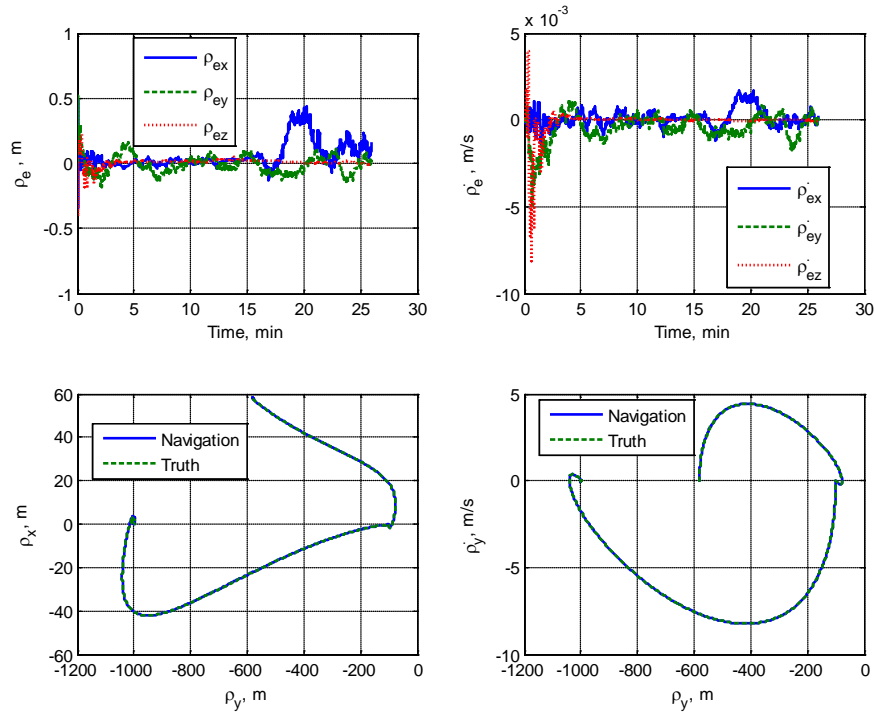 1
0.5
0
-0.5
-1
ρe , m
ρex
ρey
ρez
0 5 10 15 20 25 30
Time, min
x 10^-3
5
0
-5
-10
ρ̇e , m/s
ρ̇ex
ρ̇ey
ρ̇ez
0 5 10 15 20 25 30
Time, min
60
40
20
0
-20
-40
-60
ρx, m
Navigation
Truth
-1200 -1000 -800 -600 -400 -200 0
ρy, m
5
0
-5
-10
ρ̇y, m/s
Navigation
Truth
-1200 -1000 -800 -600 -400 -200 0
ρy, m